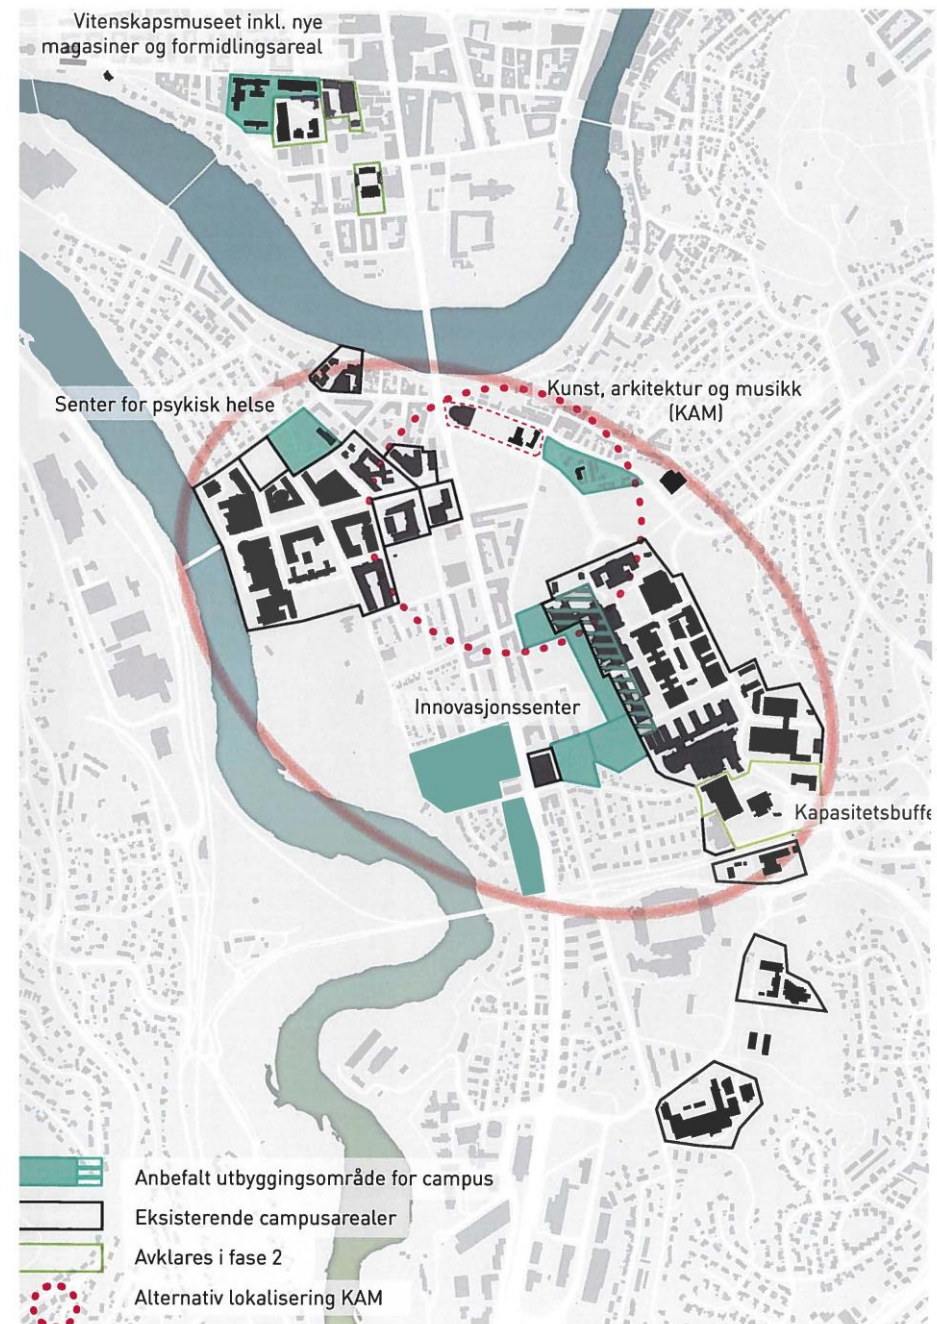 Vitenskapsmuseet inkl. nye
magasiner og formidlingsareal
Senter for psykisk helse
Kunst, arkitektur og musikk
(KAM)
Innovasjonssenter
Kapasitetsbuffe
Anbefalt utbyggingsområde for campus
Eksisterende campusarealer
Avklares i fase 2
Alternativ lokalisering KAM